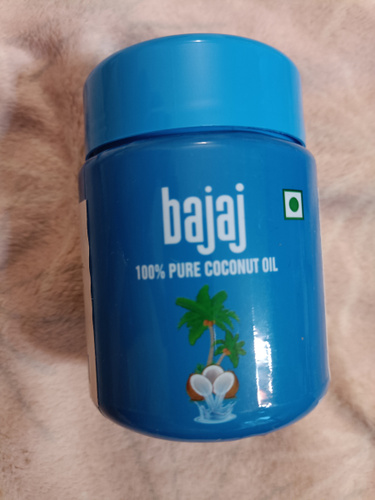 bajaj
100% PURE COCONUT OIL